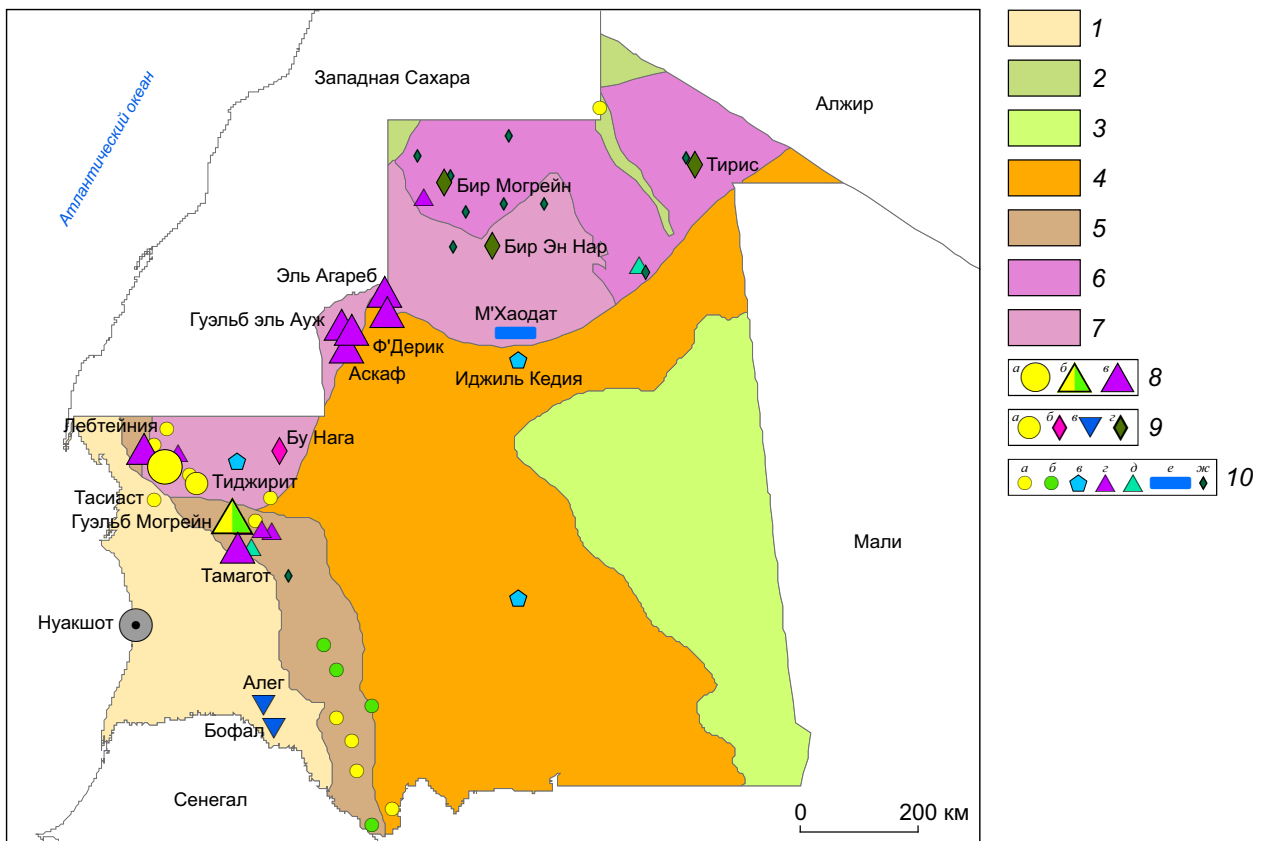 Западная Сахара
Алжир
Атлантический океан
Тирис
Бир Могрейн
Бир Эн Нар
Эль Агареб
Гуэльб эль Ауж
М'Хаодат
Ф'Дерик
Аскаф
Иджиль Кедия
Лебтейния
Бу Нага
Тиджирит
Тасиаст
Гуэльб Могрейн
Тамагот
Мали
Нуакшот
Алег
Бофал
Сенегал
0 200 км
1
2
3
4
5
6
7
а б в 8
а б в г 9
а б в г д е ж 10